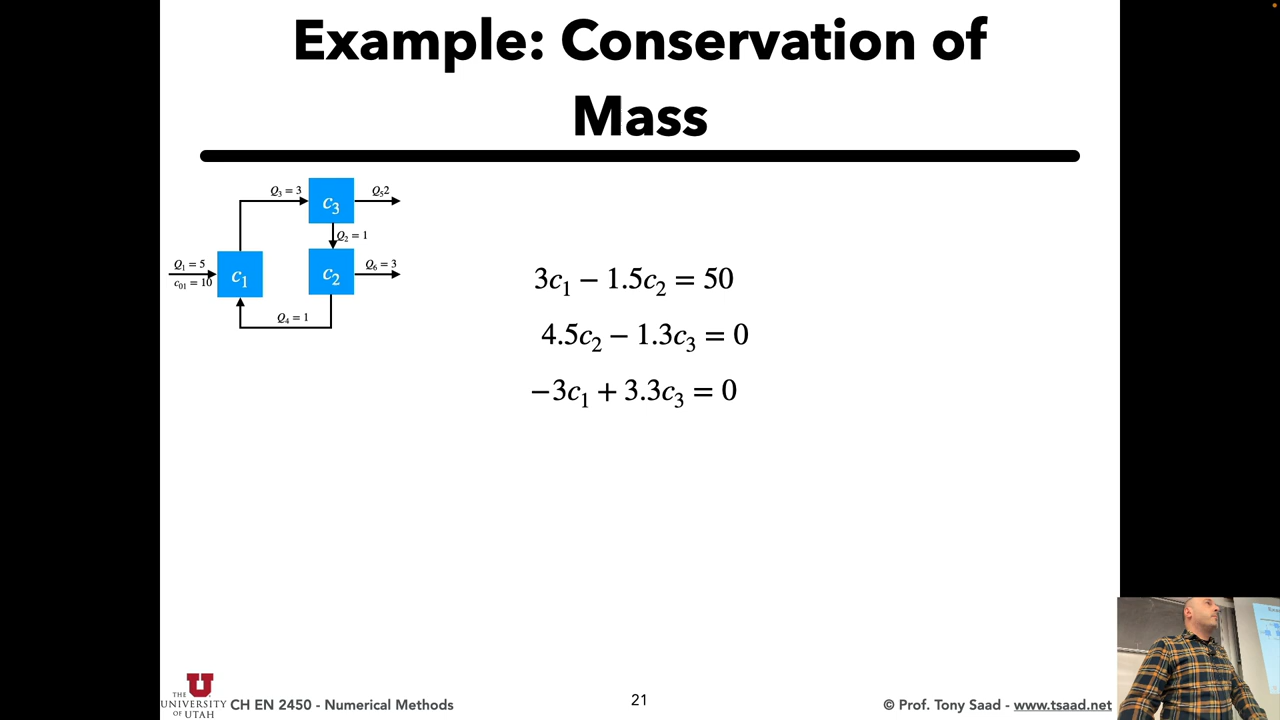 Example: Conservation of
Mass
Q3 = 3
c3
Q52
Q2 = 1
Q1 = 5
c01 = 10
c1
c2
Q6 = 3
Q4 = 1
3c1 − 1.5c2 = 50
4.5c2 − 1.3c3 = 0
−3c1 + 3.3c3 = 0
THE
UNIVERSITY
OF UTAH
CH EN 2450 - Numerical Methods
21
© Prof. Tony Saad - www.tsaad.net